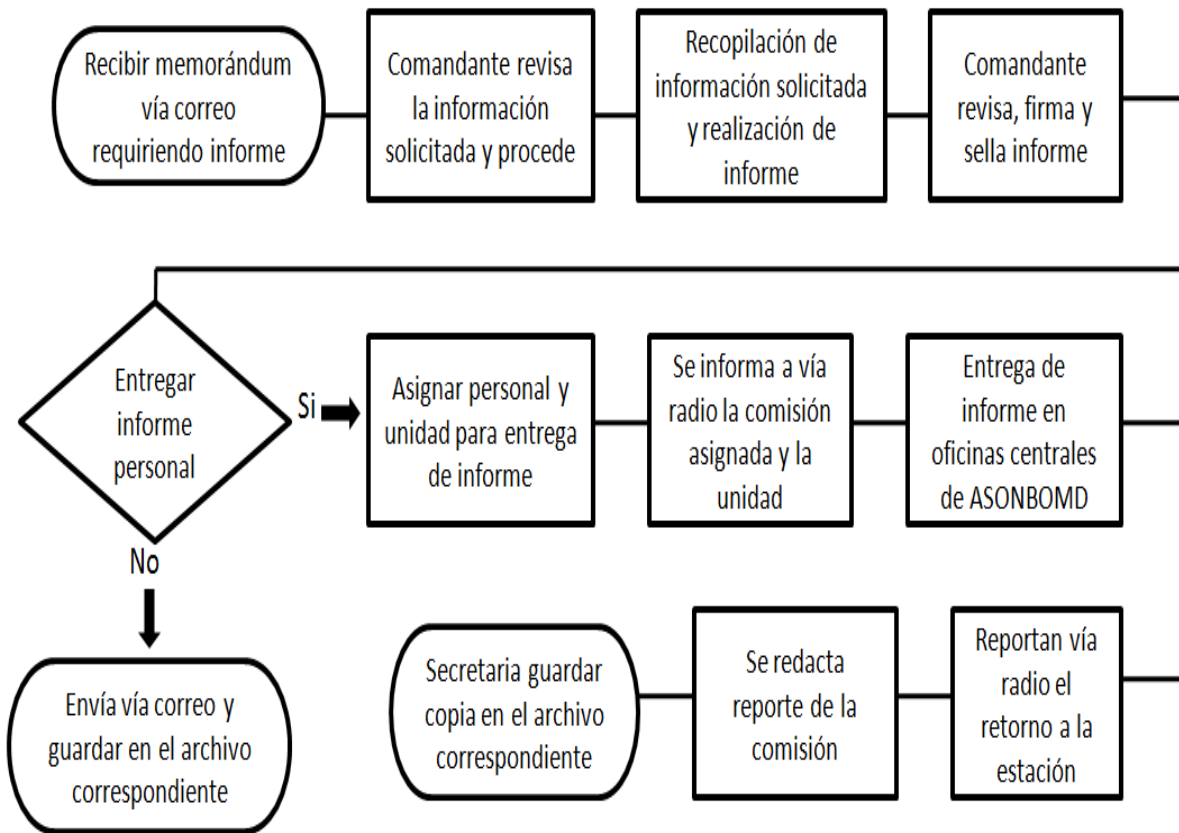 Recibir memorándum
vía correo
requiriendo informe
Comandante revisa
la información
solicitada y procede
Recopilación de
información solicitada
y realización de
informe
Comandante
revisa, firma y
sella informe
Entregar
informe
personal
Si
Asignar personal y
unidad para entrega
de informe
Se informa a vía
radio la comisión
asignada y la
unidad
Entrega de
informe en
oficinas centrales
de ASONBOMD
No
Envía vía correo y
guardar en el archivo
correspondiente
Secretaria guardar
copia en el archivo
correspondiente
Se redacta
reporte de la
comisión
Reportan vía
radio el
retorno a la
estación